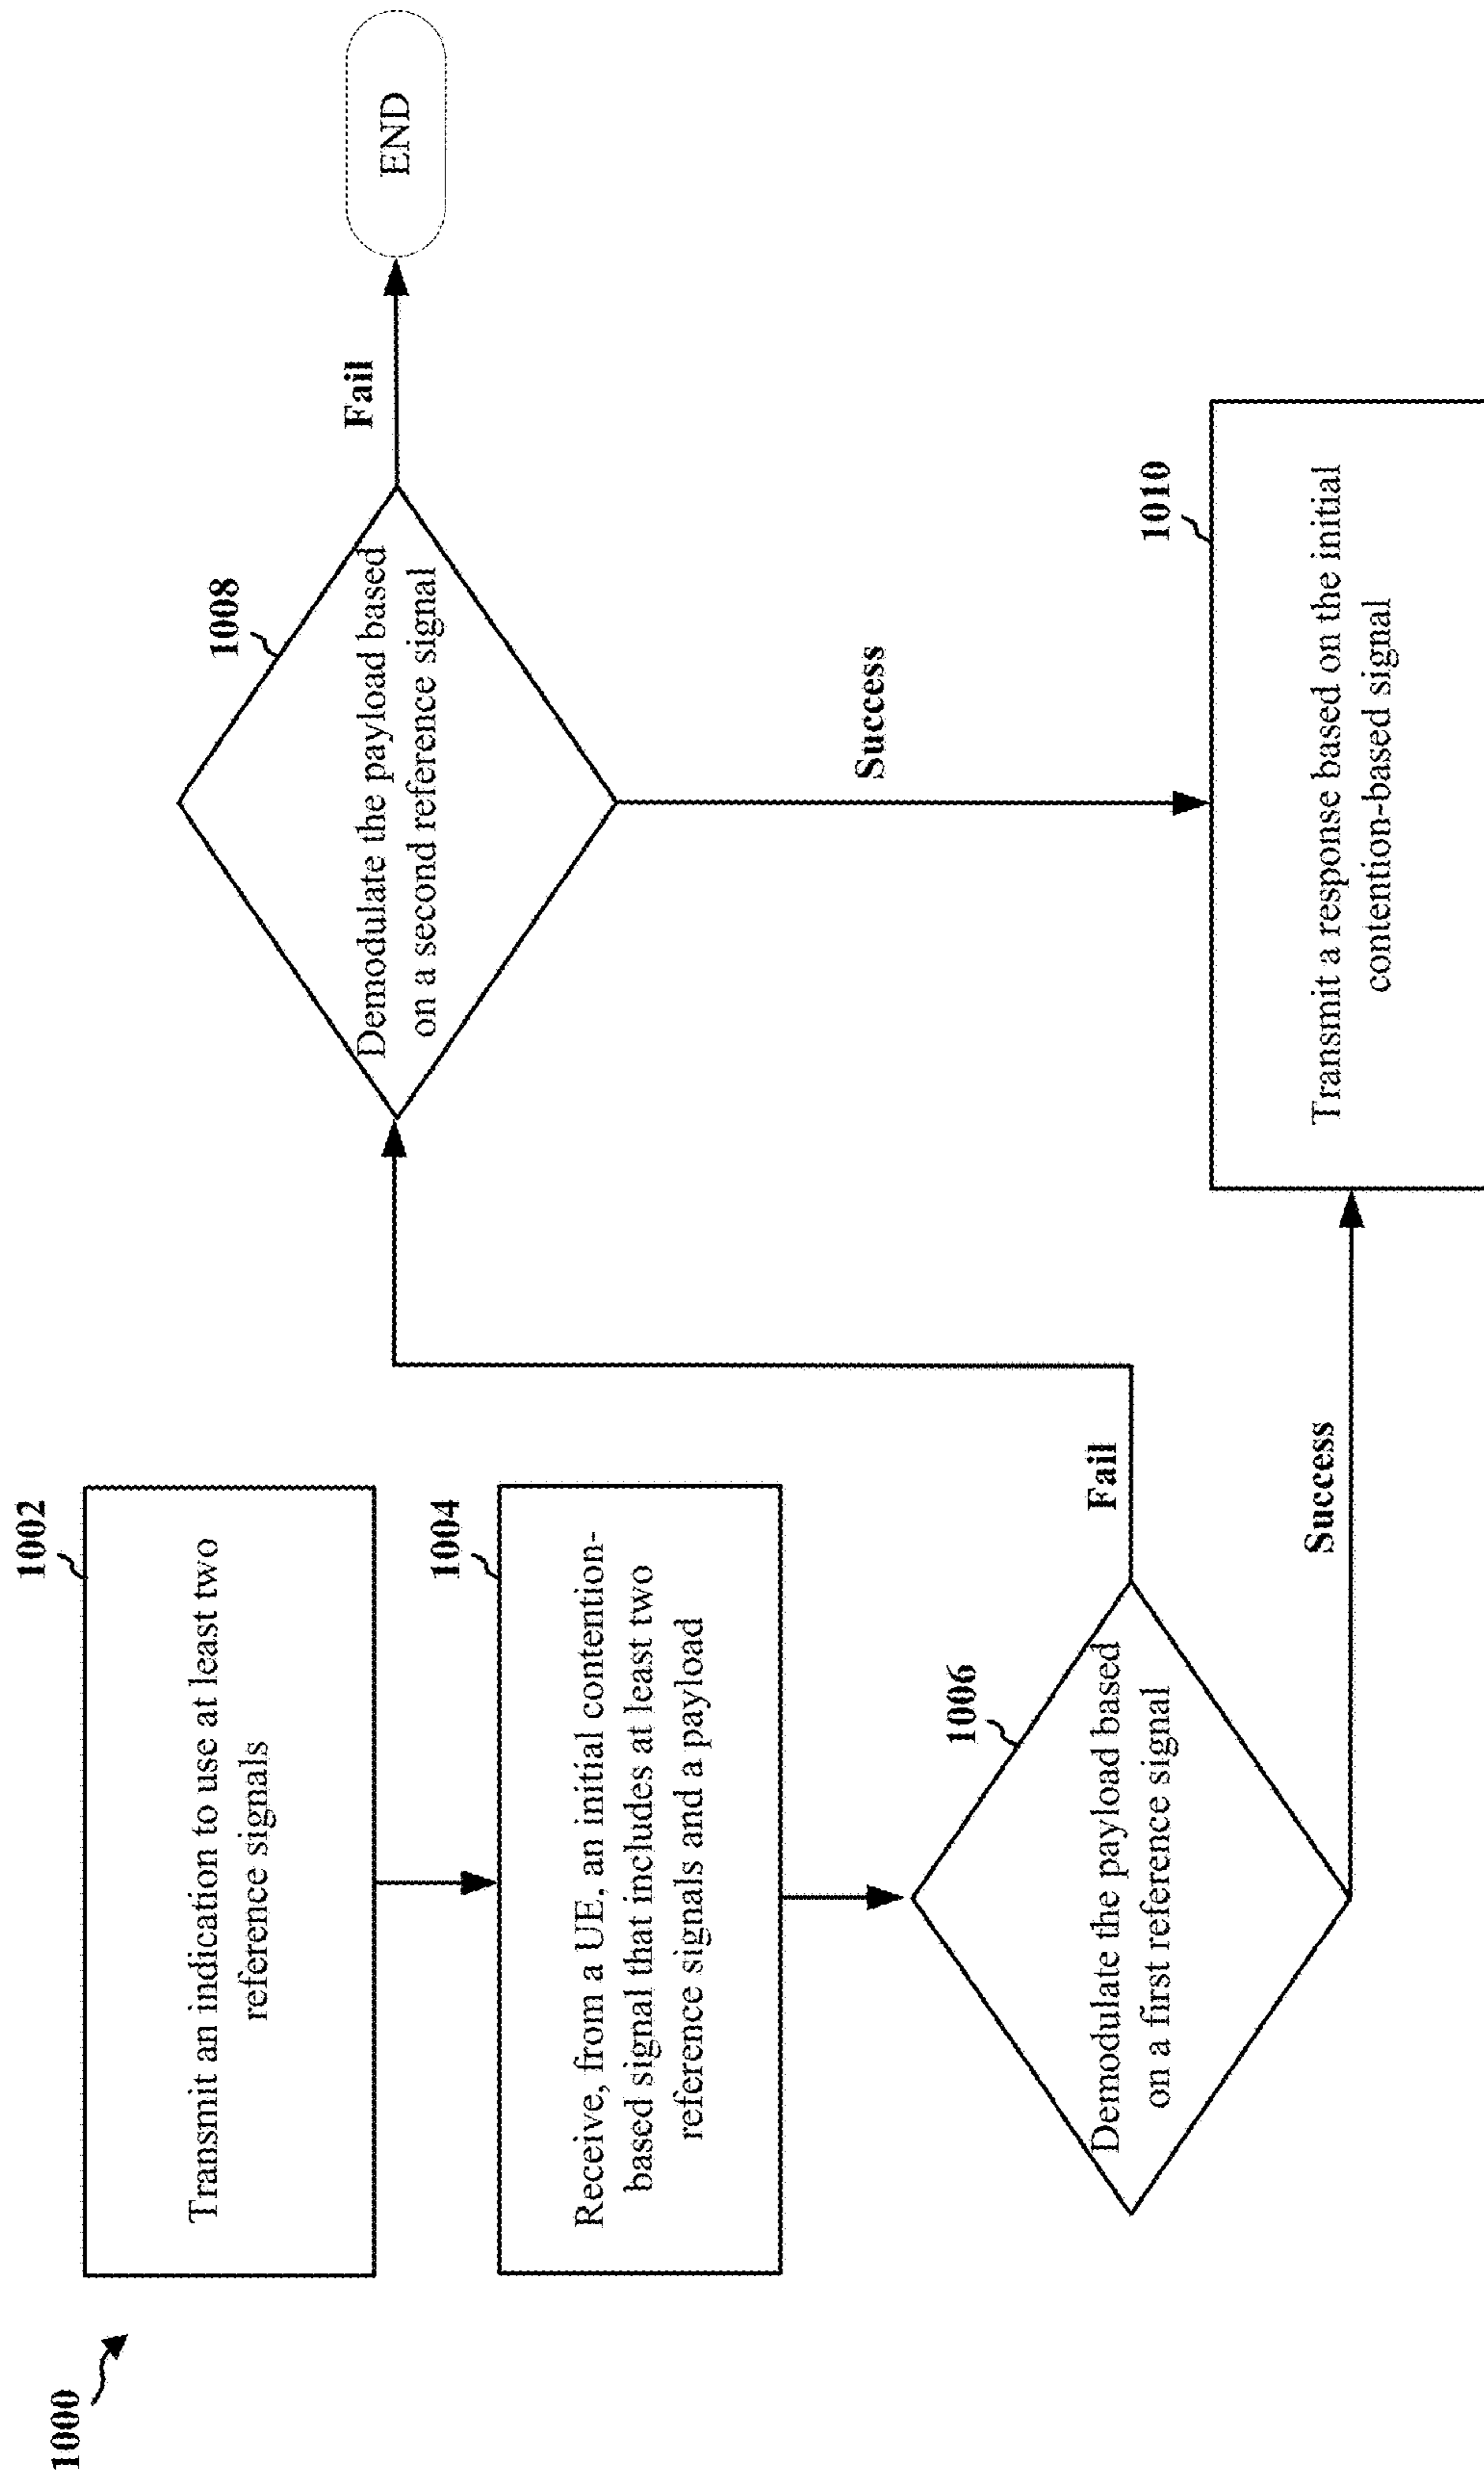 1000
1002
Transmit an indication to use at least two
reference signals
1004
Receive, from a UE, an initial contention-
based signal that includes at least two
reference signals and a payload
1006
Demodulate the payload based
on a first reference signal
Fail
Success
1008
Demodulate the payload based
on a second reference signal
Fail
END
Success
1010
Transmit a response based on the initial
contention-based signal